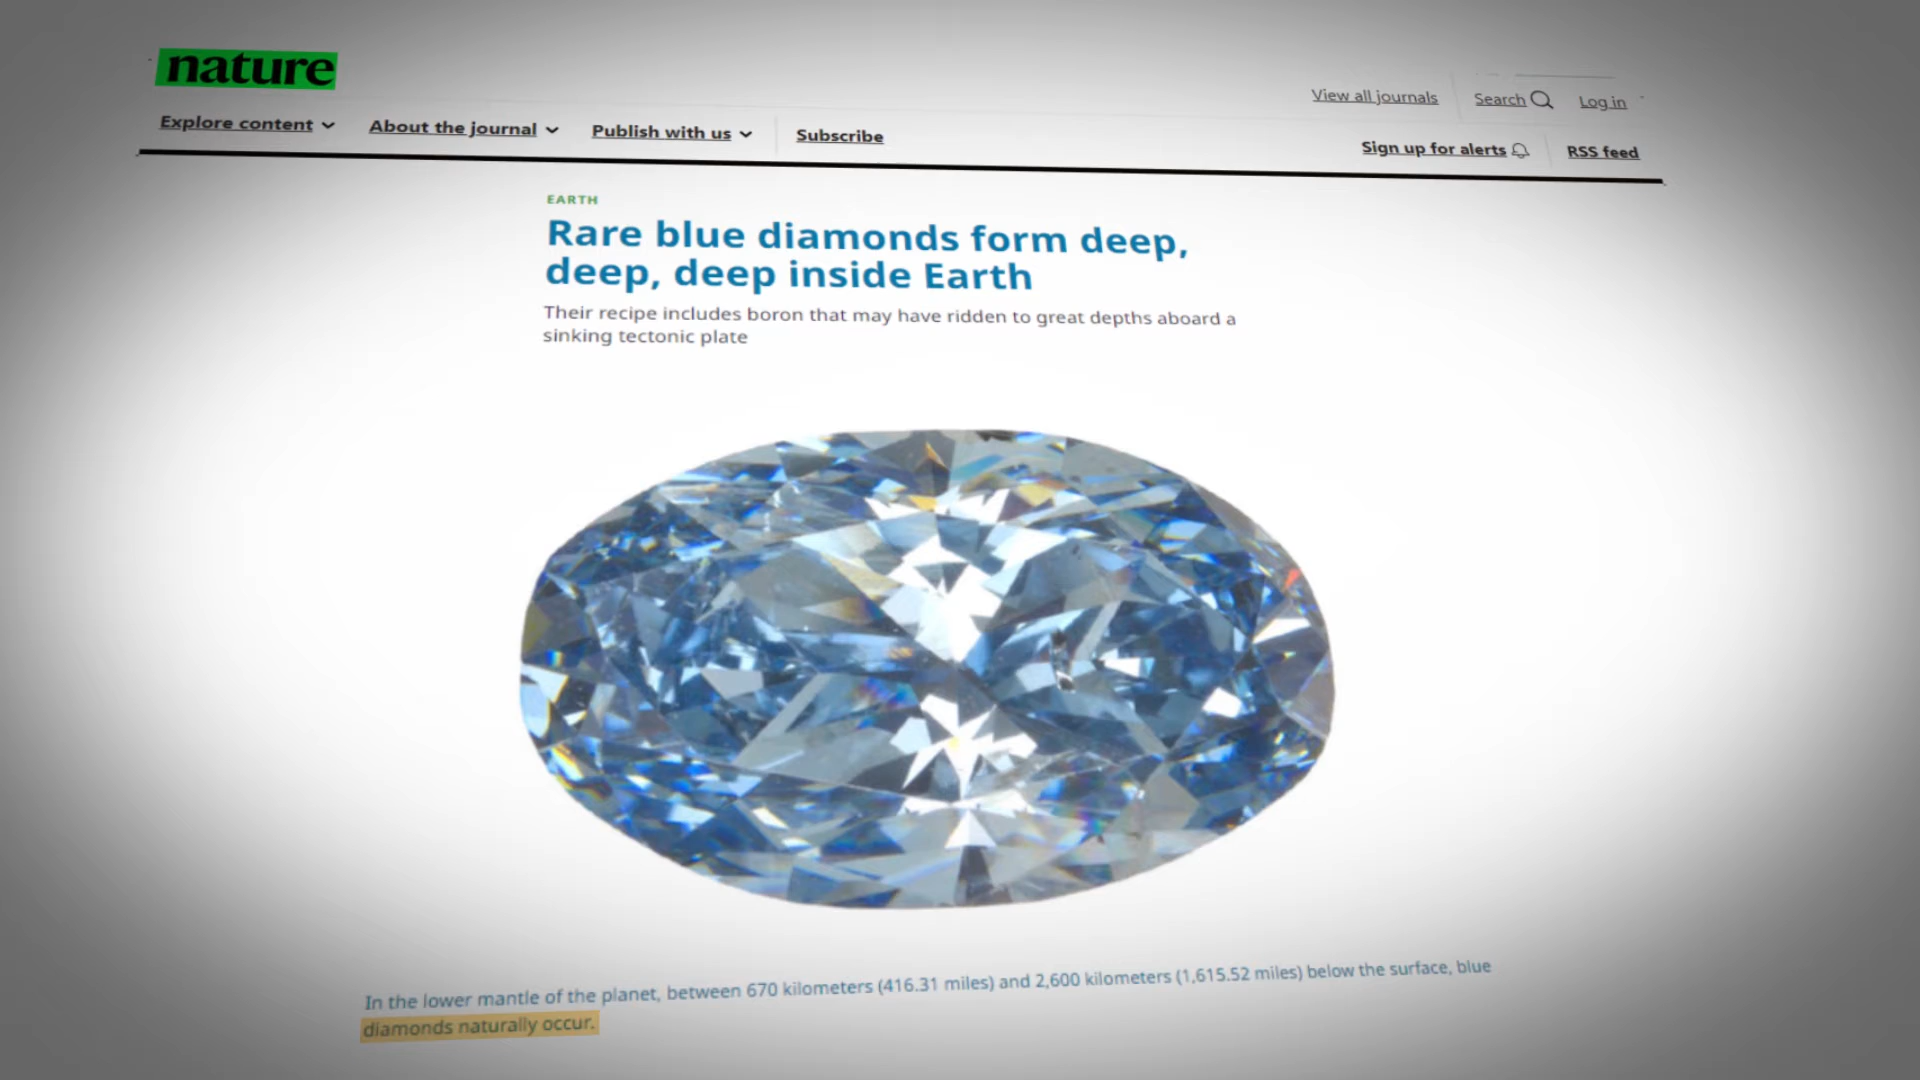 nature
View all journals
Search
Log in
Explore content
About the journal
Publish with us
Subscribe
Sign up for alerts
RSS feed
EARTH
Rare blue diamonds form deep,
deep, deep inside Earth
Their recipe includes boron that may have ridden to great depths aboard a
sinking tectonic plate
In the lower mantle of the planet, between 670 kilometers (416.31 miles) and 2,600 kilometers (1,615.52 miles) below the surface, blue
diamonds naturally occur.